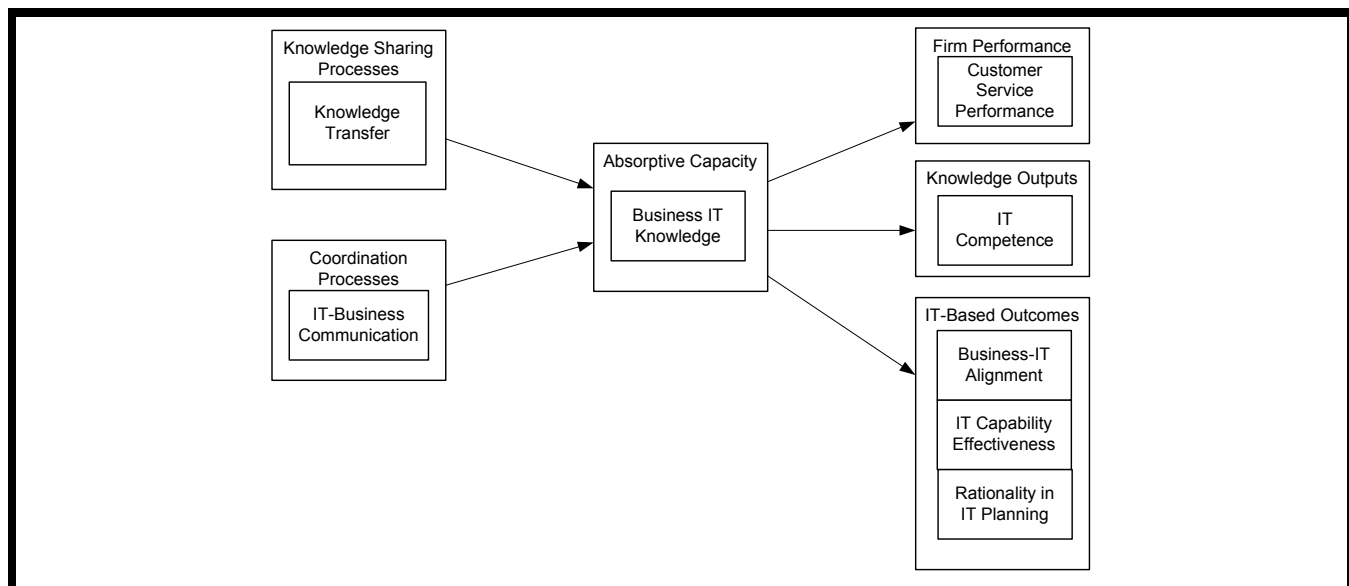 Knowledge Sharing
Processes
Knowledge
Transfer
Coordination
Processes
IT-Business
Communication
Absorptive Capacity
Business IT
Knowledge
Firm Performance
Customer
Service
Performance
Knowledge Outputs
IT
Competence
IT-Based Outcomes
Business-IT
Alignment
IT Capability
Effectiveness
Rationality in
IT Planning